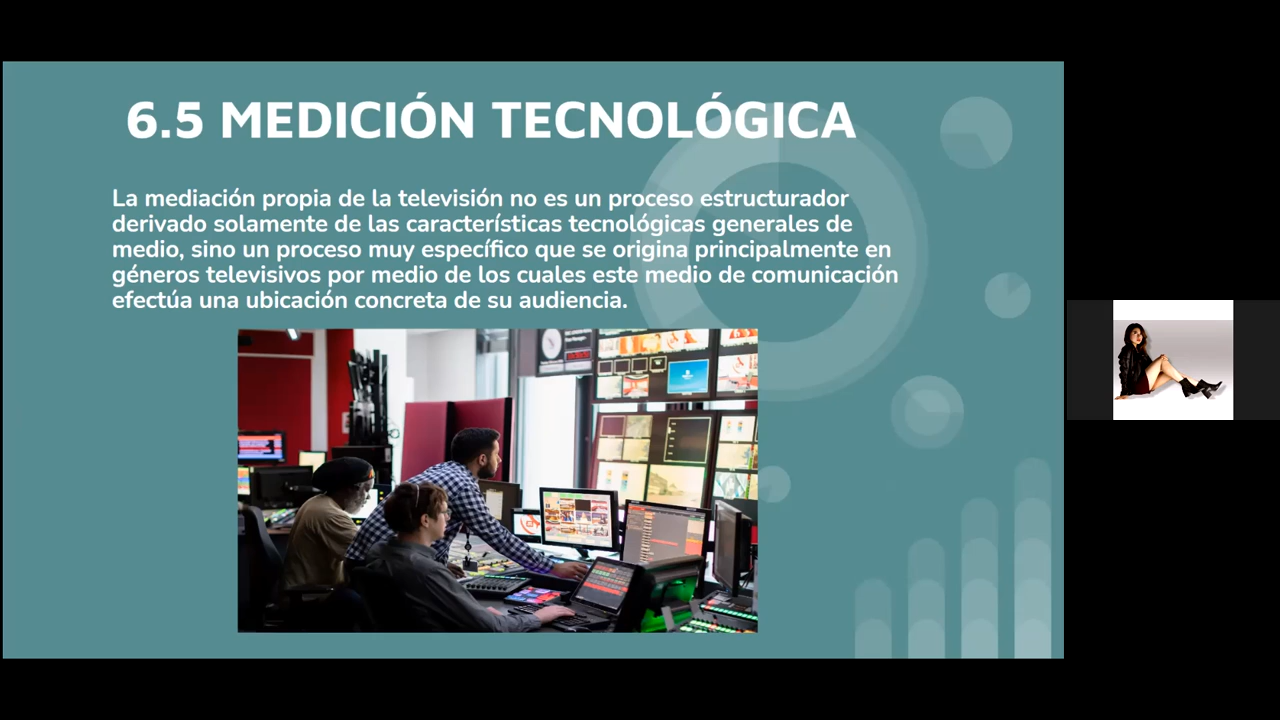 6.5 MEDICIÓN TECNOLÓGICA
La mediación propia de la televisión no es un proceso estructurador
derivado solamente de las características tecnológicas generales de
medio, sino un proceso muy específico que se origina principalmente en
géneros televisivos por medio de los cuales este medio de comunicación
efectúa una ubicación concreta de su audiencia.